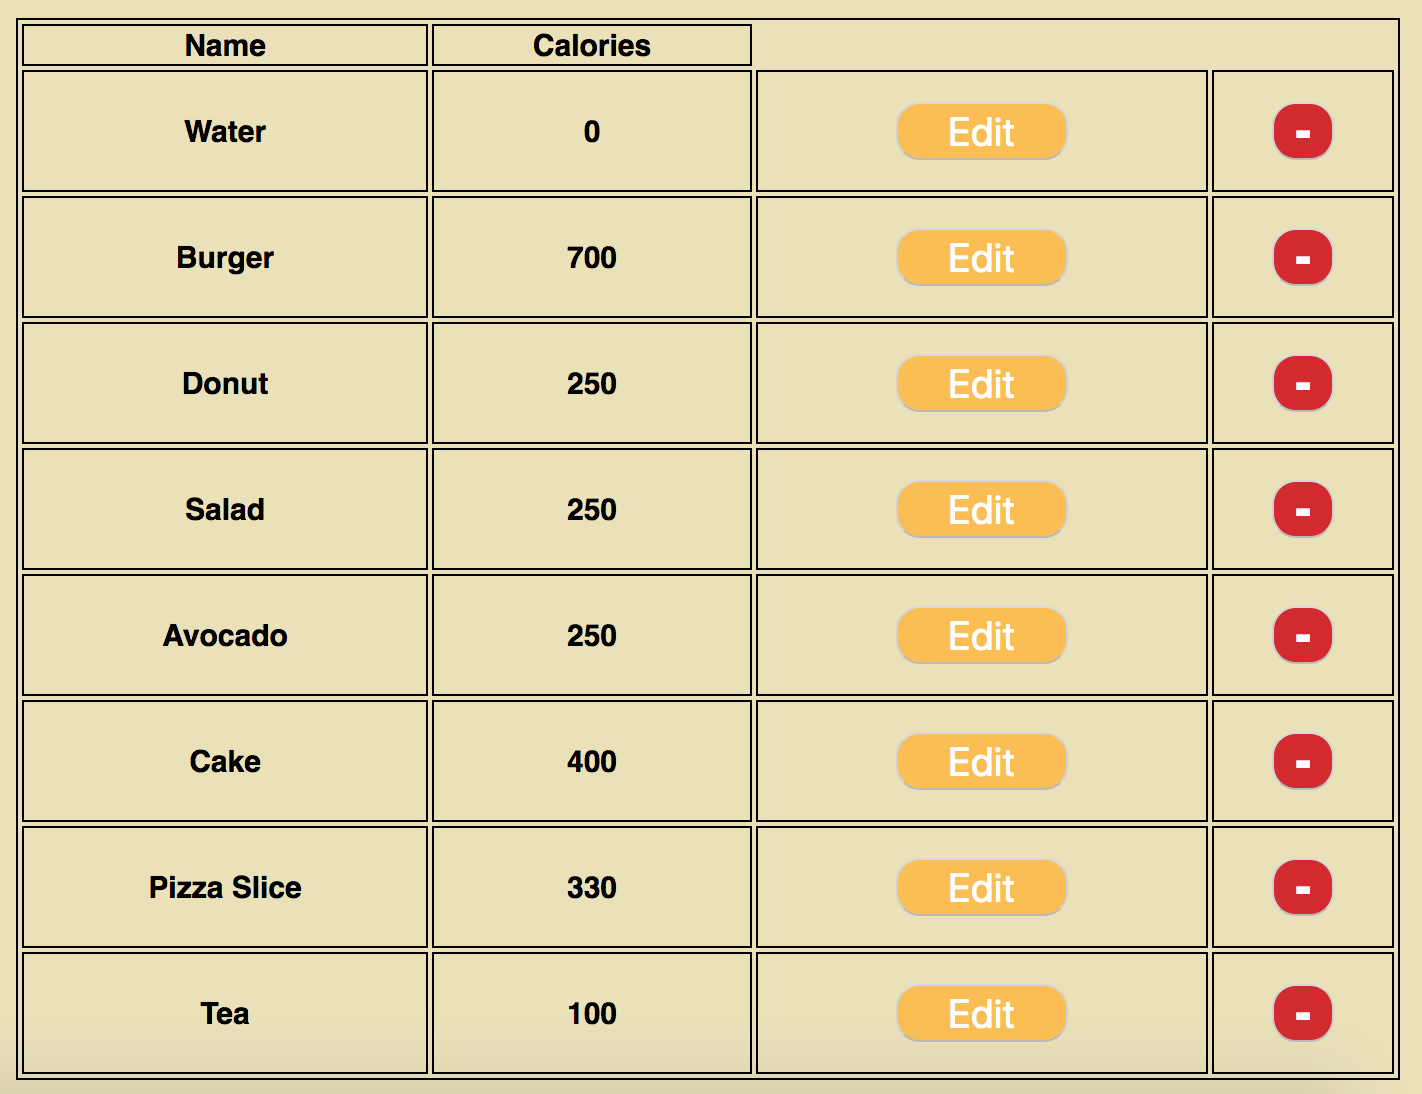 Name Calories
Water 0 Edit -
Burger 700 Edit -
Donut 250 Edit -
Salad 250 Edit -
Avocado 250 Edit -
Cake 400 Edit -
Pizza Slice 330 Edit -
Tea 100 Edit -